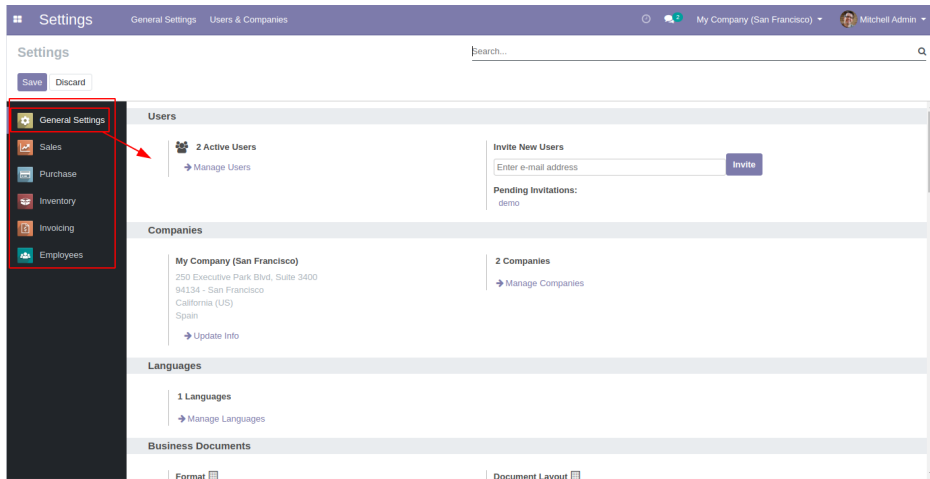 Settings General Settings Users & Companies 2 My Company (San Francisco) Mitchell Admin
Settings Search...
Save Discard
General Settings
Sales
Purchase
Inventory
Invoicing
Employees
Users
2 Active Users
Manage Users
Invite New Users
Enter e-mail address Invite
Pending Invitations:
demo
Companies
My Company (San Francisco)
250 Executive Park Blvd, Suite 3400
94134 - San Francisco
California (US)
Spain
Update Info
2 Companies
Manage Companies
Languages
1 Languages
Manage Languages
Business Documents
Format Document Layout